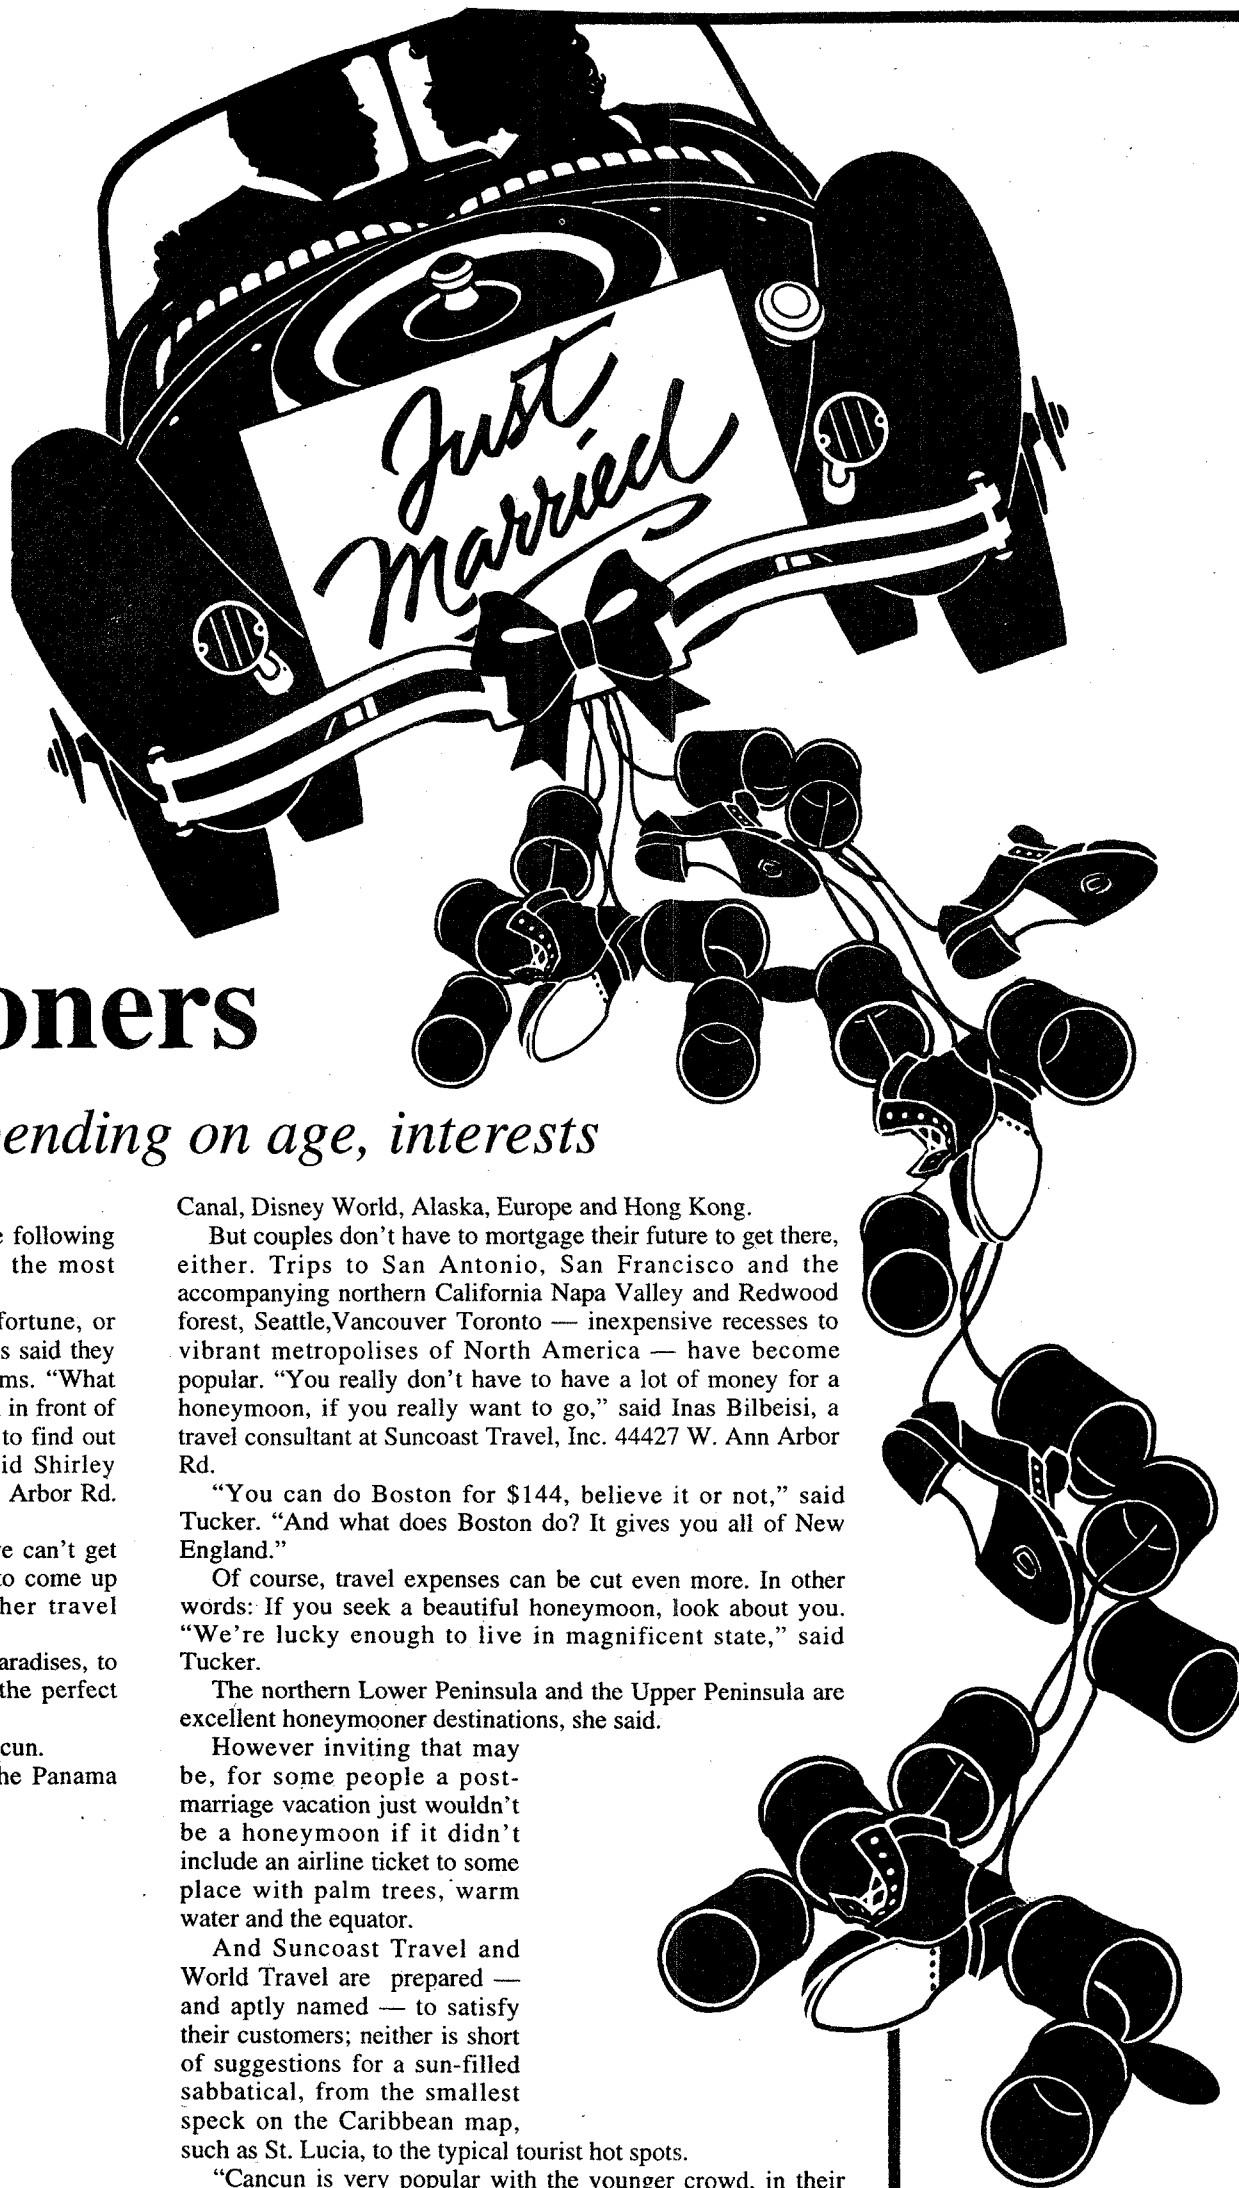 Just
Married
oners
ending on age, interests
following
the most
fortune, or
s said they
ms. “What
in front of
to find out
id Shirley
Arbor Rd.
e can't get
to come up
her travel
aradises, to
the perfect
cun.
he Panama
Canal, Disney World, Alaska, Europe and Hong Kong.
But couples don't have to mortgage their future to get there,
either. Trips to San Antonio, San Francisco and the
accompanying northern California Napa Valley and Redwood
forest, Seattle,Vancouver Toronto — inexpensive recesses to
vibrant metropolises of North America — have become
popular. “You really don't have to have a lot of money for a
honeymoon, if you really want to go,” said Inas Bilbeisi, a
travel consultant at Suncoast Travel, Inc. 44427 W. Ann Arbor
Rd.
“You can do Boston for $144, believe it or not,” said
Tucker. “And what does Boston do? It gives you all of New
England.”
Of course, travel expenses can be cut even more. In other
words: If you seek a beautiful honeymoon, look about you.
“We're lucky enough to live in magnificent state,” said
Tucker.
The northern Lower Peninsula and the Upper Peninsula are
excellent honeymooner destinations, she said.
However inviting that may
be, for some people a post-
marriage vacation just wouldn't
be a honeymoon if it didn't
include an airline ticket to some
place with palm trees, warm
water and the equator.
And Suncoast Travel and
World Travel are prepared —
and aptly named — to satisfy
their customers; neither is short
of suggestions for a sun-filled
sabbatical, from the smallest
speck on the Caribbean map,
such as St. Lucia, to the typical tourist hot spots.
“Cancun is very popular with the younger crowd, in their